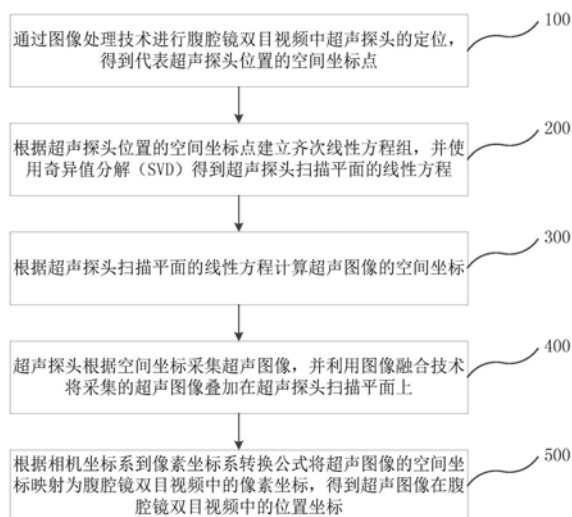 100
通过图像处理技术进行腹腔镜双目视频中超声探头的定位，
得到代表超声探头位置的空间坐标点
200
根据超声探头位置的空间坐标点建立齐次线性方程组，并使
用奇异值分解（SVD）得到超声探头扫描平面的线性方程
300
根据超声探头扫描平面的线性方程计算超声图像的空间坐标
400
超声探头根据空间坐标采集超声图像，并利用图像融合技术
将采集的超声图像叠加在超声探头扫描平面上
500
根据相机坐标系到像素坐标系转换公式将超声图像的空间坐
标映射为腹腔镜双目视频中的像素坐标，得到超声图像在腹
腔镜双目视频中的位置坐标